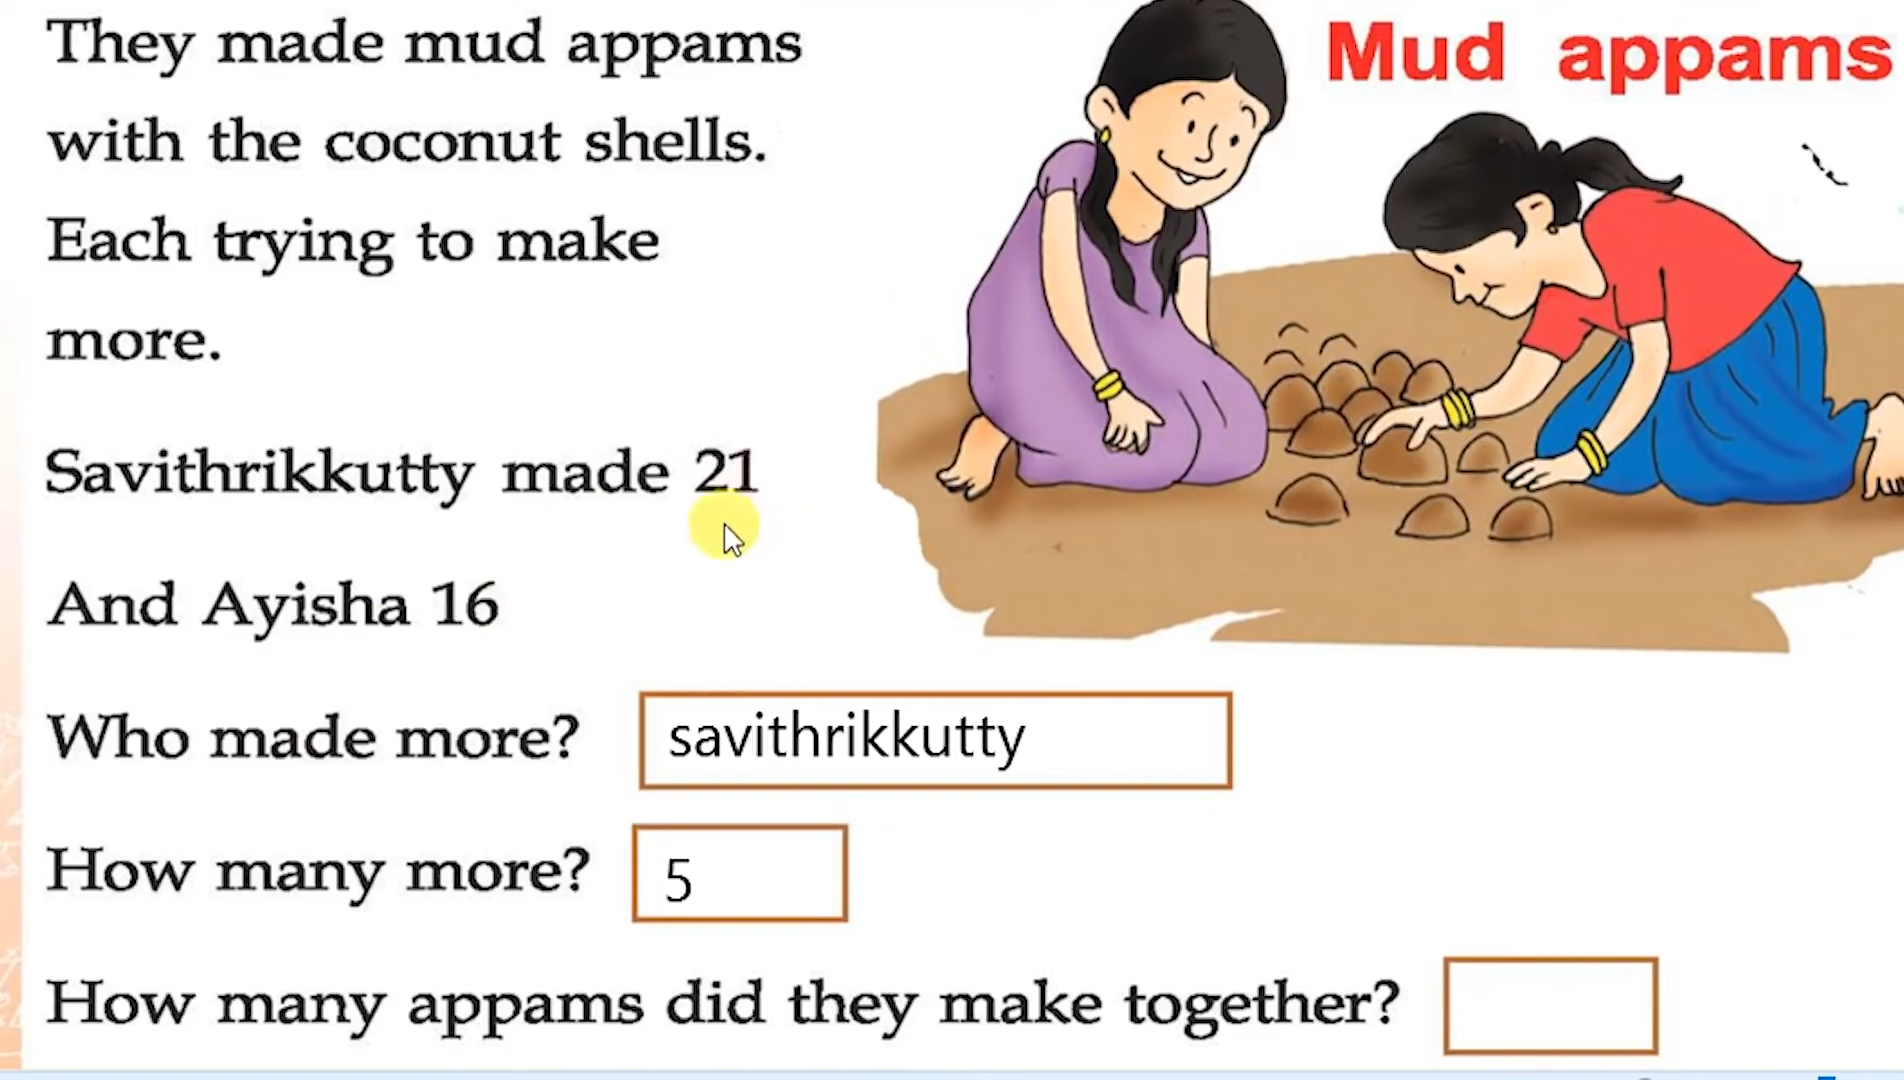 They made mud appams
Mud appams
with the coconut shells.
Each trying to make
more.
Savithrikkutty made 21
And Ayisha 16
Who made more? savithrikkutty
How many more? 5
How many appams did they make together?